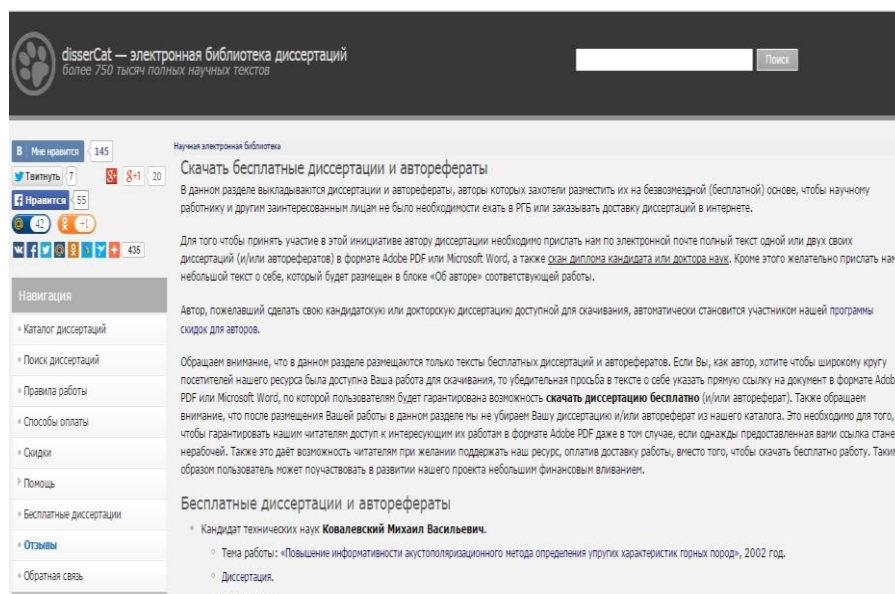 disserCat — электронная библиотека диссертаций
более 750 тысяч полных научных текстов
Поиск
В Мне нравится 145
Твитнуть 7 8+ 8+1 20
Нравится 55
@ 42 +1
435
Навигация
Каталог диссертаций
Поиск диссертаций
Правила работы
Способы оплаты
Скидки
Помощь
Бесплатные диссертации
Отзывы
Обратная связь
Научная электронная библиотека
Скачать бесплатные диссертации и авторефераты
В данном разделе выкладываются диссертации и авторефераты, авторы которых захотели разместить их на безвозмездной (бесплатной) основе, чтобы научному
работнику и другим заинтересованным лицам не было необходимости ехать в РГБ или заказывать доставку диссертаций в интернете.
Для того чтобы принять участие в этой инициативе автору диссертации необходимо прислать нам по электронной почте полный текст одной или двух своих
диссертаций (и/или авторефератов) в формате Adobe PDF или Microsoft Word, а также скан диплома кандидата или доктора наук. Кроме этого желательно прислать нам
небольшой текст о себе, который будет размещен в блоке «Об авторе» соответствующей работы.
Автор, пожелавший сделать свою кандидатскую или докторскую диссертацию доступной для скачивания, автоматически становится участником нашей программы
скидок для авторов.
Обращаем внимание, что в данном разделе размещаются только тексты бесплатных диссертаций и авторефератов. Если Вы, как автор, хотите чтобы широкому кругу
посетителей нашего ресурса была доступна Ваша работа для скачивания, то убедительная просьба в тексте о себе указать прямую ссылку на документ в формате Adob
PDF или Microsoft Word, по которой пользователям будет гарантирована возможность скачать диссертацию бесплатно (и/или автореферат). Также обращаем
внимание, что после размещения Вашей работы в данном разделе мы не убираем Вашу диссертацию и/или автореферат из нашего каталога. Это необходимо для того,
чтобы гарантировать нашим читателям доступ к интересующим их работам в формате Adobe PDF даже в том случае, если однажды предоставленная вами ссылка стане
нерабочей. Также это даёт возможность читателям при желании поддержать наш ресурс, оплатив доставку работы, вместо того, чтобы скачать бесплатно работу. Таки
образом пользователь может поучаствовать в развитии нашего проекта небольшим финансовым вливанием.
Бесплатные диссертации и авторефераты
Кандидат технических наук Ковалевский Михаил Васильевич.
Тема работы: «Повышение информативности акустополяризационного метода определения упругих характеристик горных пород», 2002 год.
Диссертация.